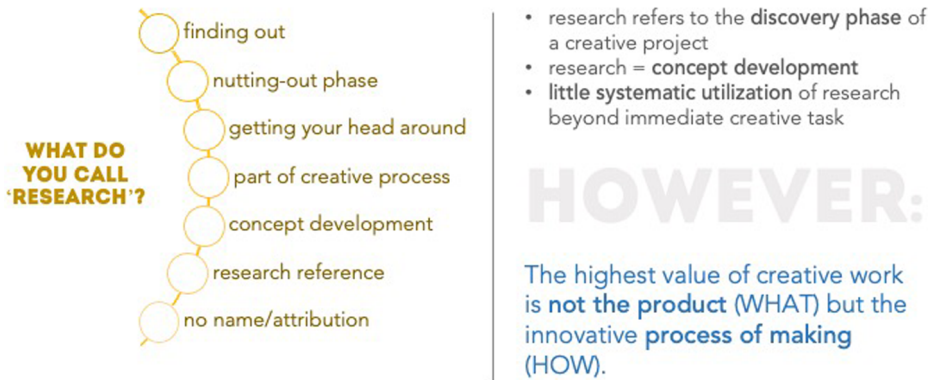 WHAT DO
YOU CALL
‘RESEARCH’?
finding out
nutting-out phase
getting your head around
part of creative process
concept development
research reference
no name/attribution
• research refers to the discovery phase of
a creative project
• research = concept development
• little systematic utilization of research
beyond immediate creative task
HOWEVER:
The highest value of creative work
is not the product (WHAT) but the
innovative process of making
(HOW).